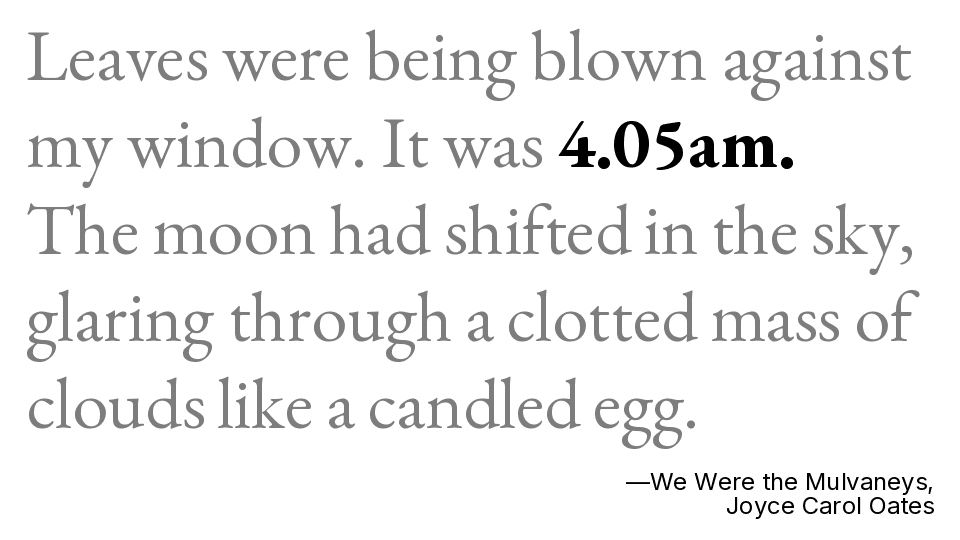 Leaves were being blown against
my window. It was 4.05am.
The moon had shifted in the sky,
glaring through a clotted mass of
clouds like a candled egg.
—We Were the Mulvaneys,
Joyce Carol Oates